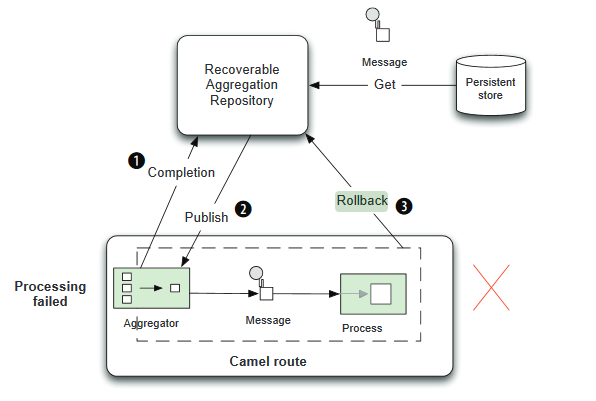 Message
Recoverable
Aggregation
Repository
Get
Persistent
store
1
Completion
Publish 2
Rollback 3
Processing
failed
Aggregator
Message
Process
Camel route